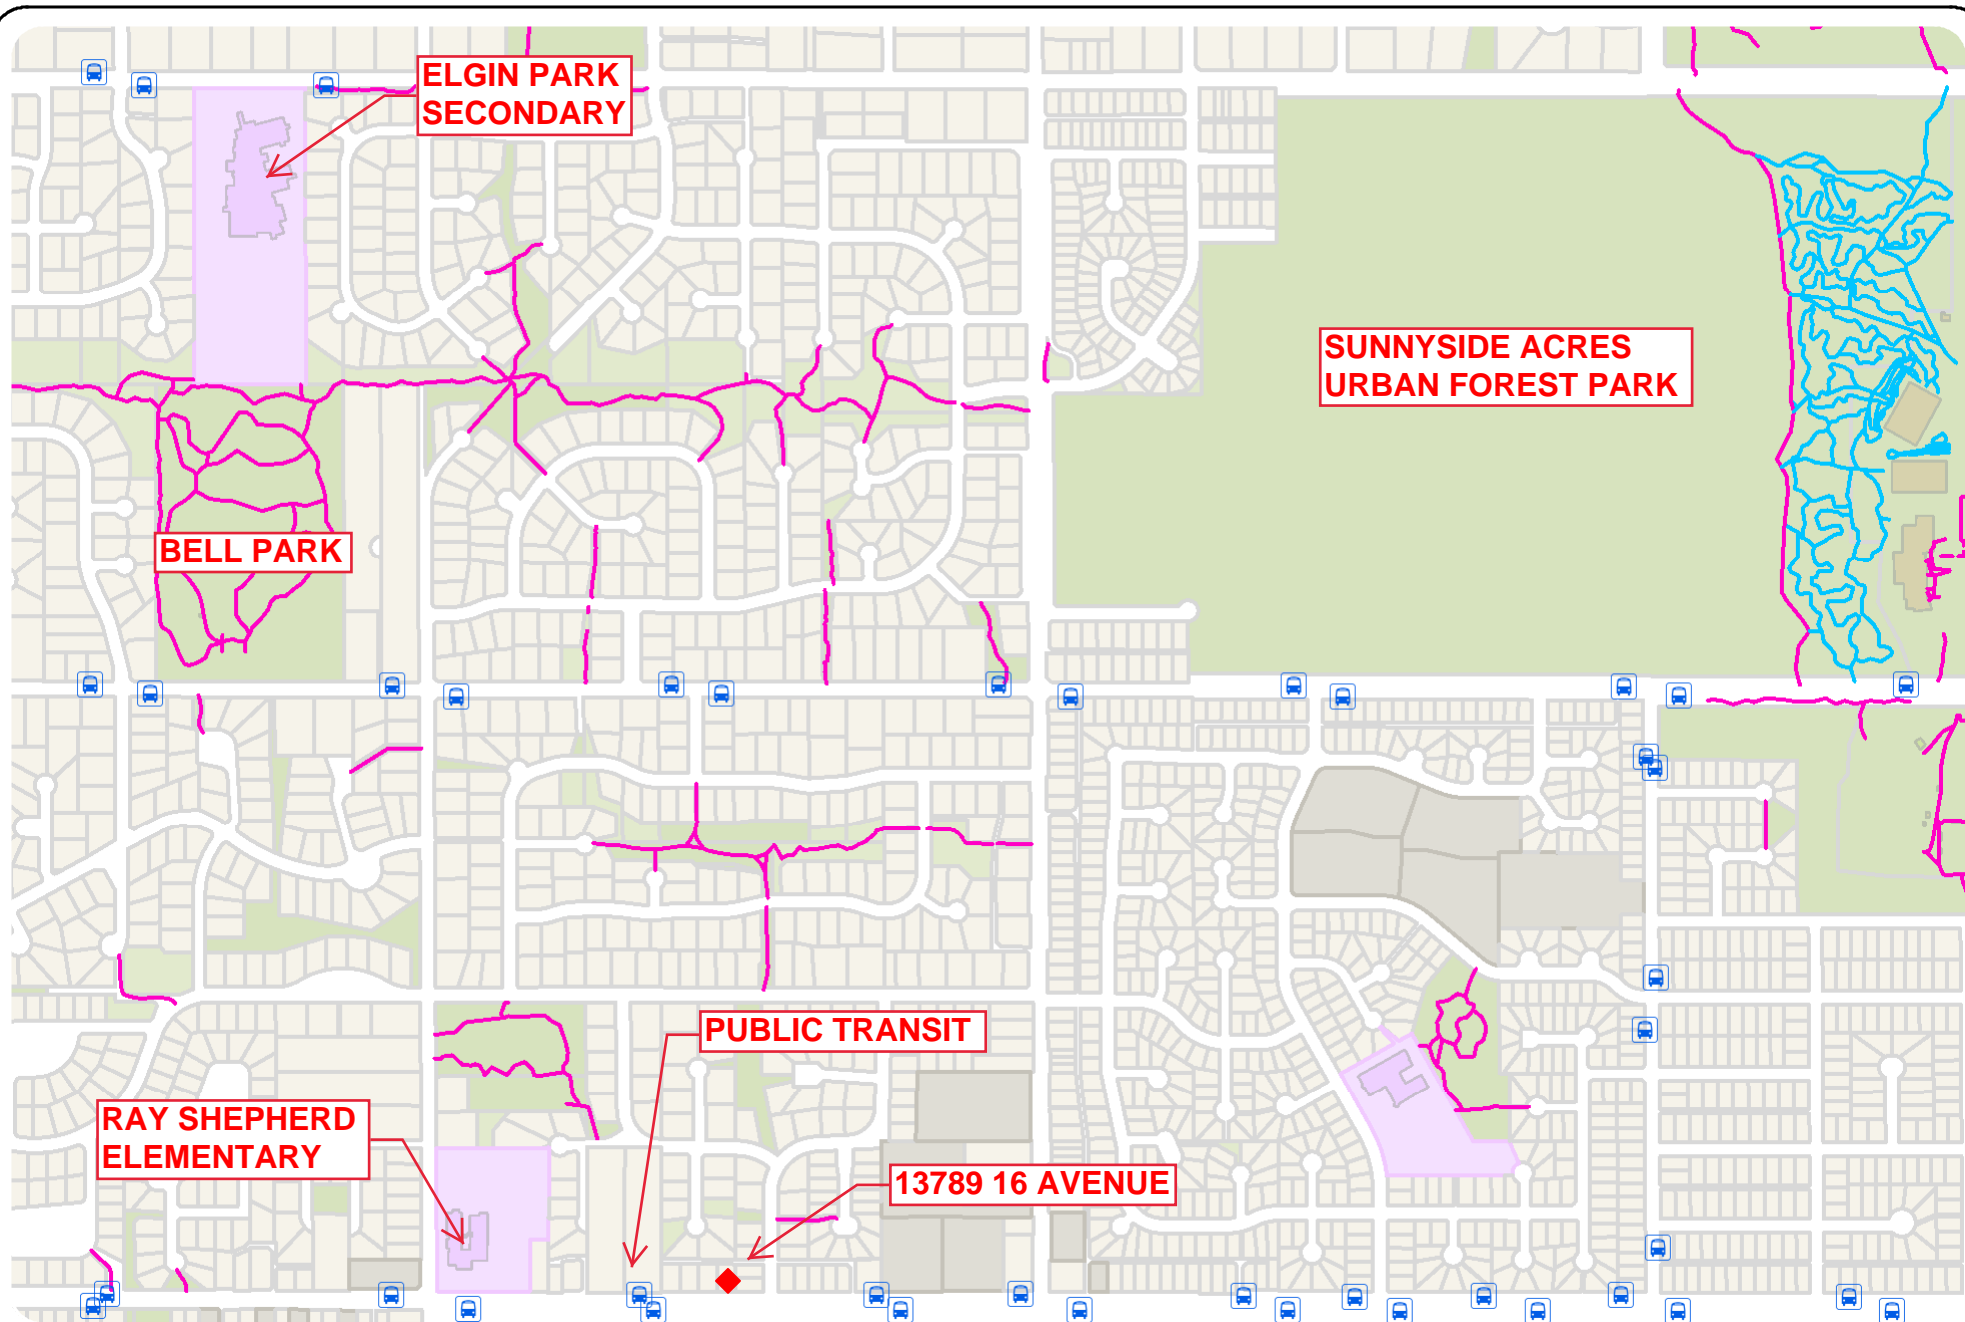 ELGIN PARK
SECONDARY
SUNNYSIDE ACRES
URBAN FOREST PARK
BELL PARK
PUBLIC TRANSIT
RAY SHEPHERD
ELEMENTARY
13789 16 AVENUE